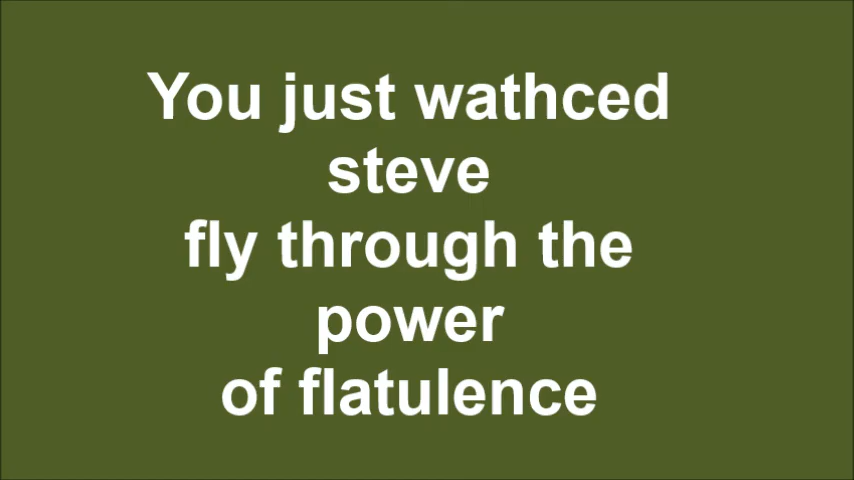 You just wathced
steve
fly through the
power
of flatulence